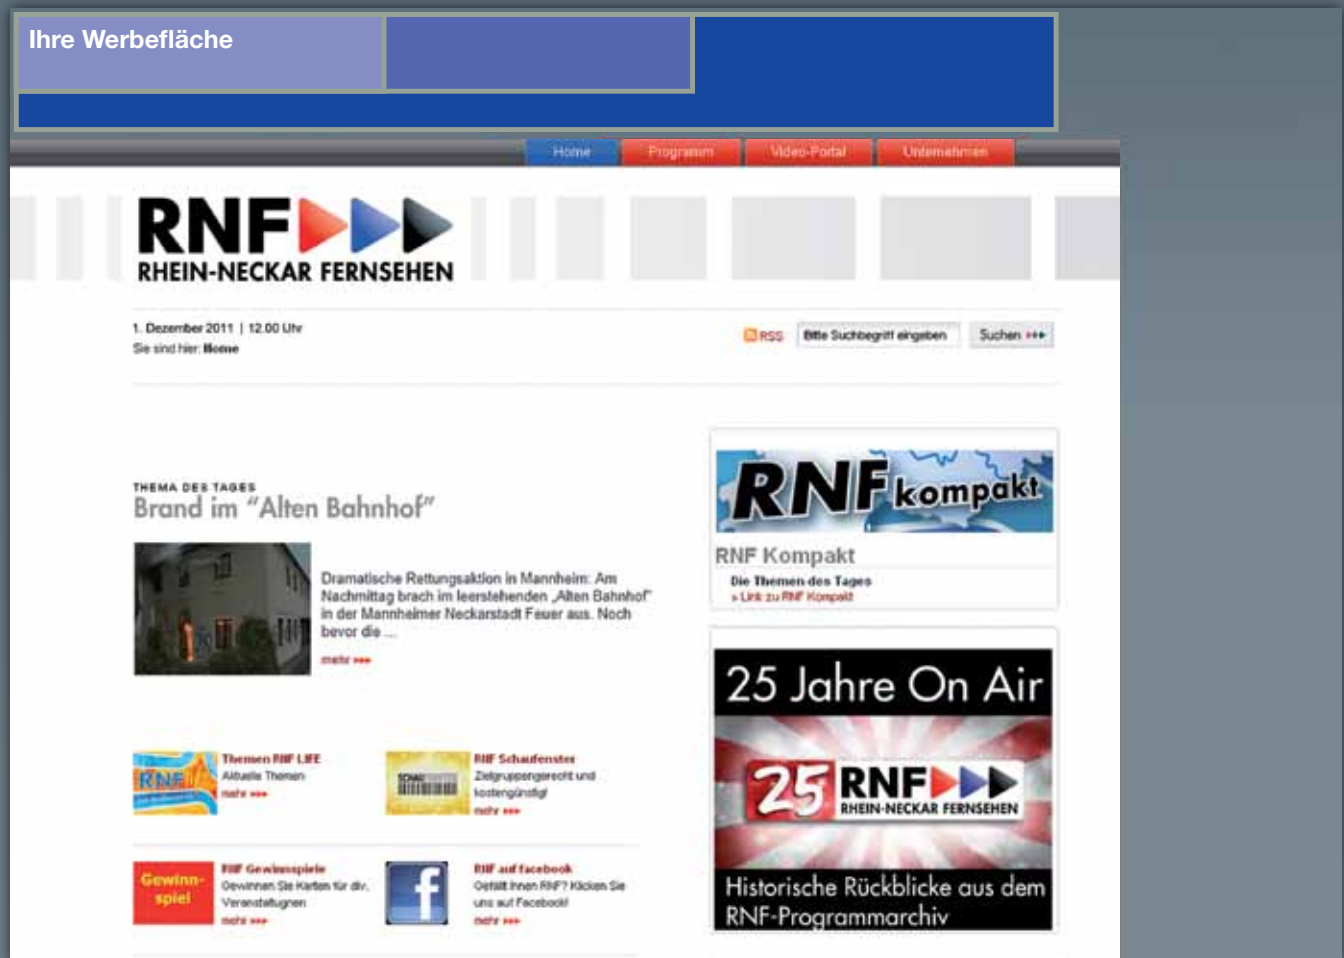 Ihre Werbefläche
Home Programm Video-Portal Unternehmen
RNF
RHEIN-NECKAR FERNSEHEN
1. Dezember 2011 | 12.00 Uhr
Sie sind hier: Home
RSS Bitte Suchbegriff eingeben Suchen
THEMA DES TAGES
Brand im "Alten Bahnhof"
Dramatische Rettungsaktion in Mannheim: Am
Nachmittag brach im leerstehenden „Alten Bahnhof"
in der Mannheimer Neckarstadt Feuer aus. Noch
bevor die ...
mehr
RNF kompakt
RNF Kompakt
Die Themen des Tages
» Link zu RNF Kompakt
25 Jahre On Air
25 RNF
RHEIN-NECKAR FERNSEHEN
Historische Rückblicke aus dem
RNF-Programmarchiv
RNF
Themen RNF LIFE
Aktuelle Themen
mehr
SCHAU
RNF Schaufenster
Zielgruppengerecht und
kostengünstig!
mehr
Gewinn-
spiel
RNF Gewinnspiele
Gewinnen Sie Karten für div.
Veranstaltugnen
mehr
f
RNF auf facebook
Gefällt Ihnen RNF? Klicken Sie
uns auf Facebook!
mehr